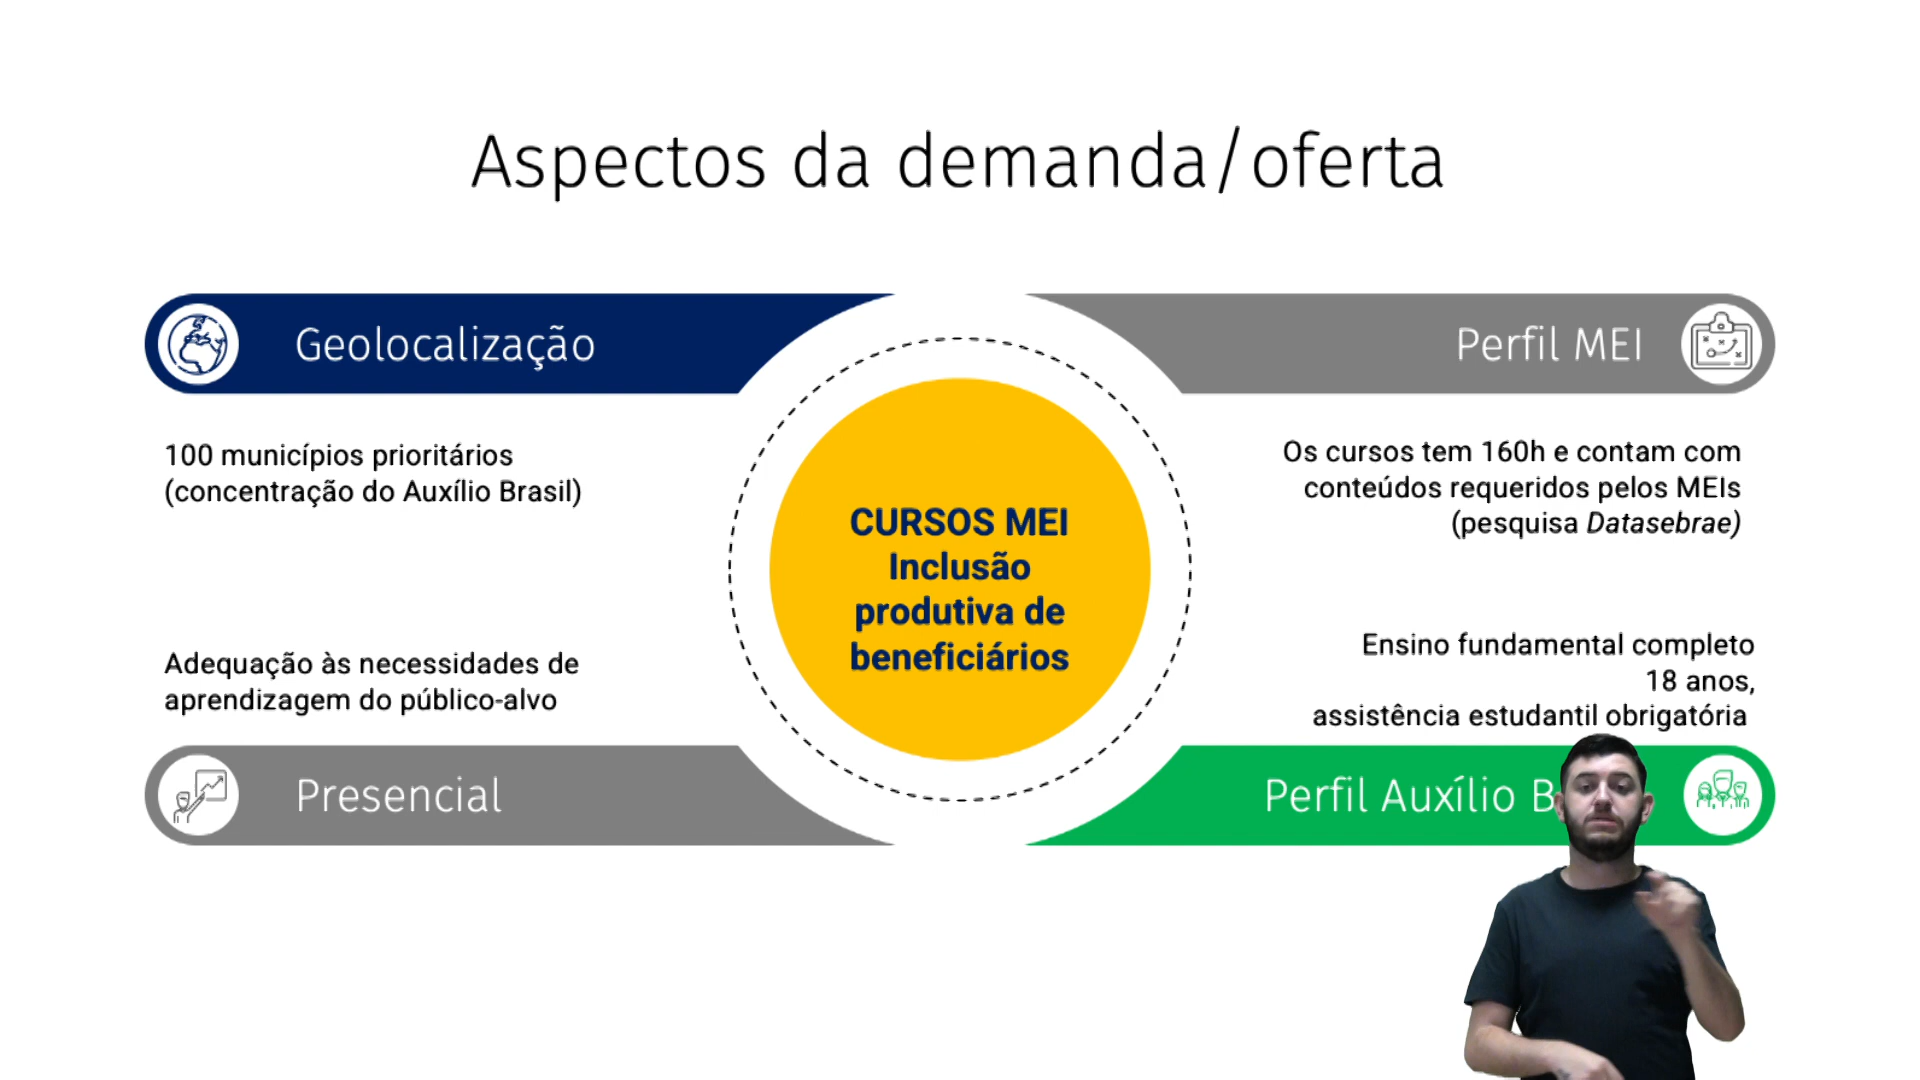 Aspectos da demanda/oferta
Geolocalização
100 municípios prioritários
(concentração do Auxílio Brasil)
Perfil MEI
Os cursos tem 160h e contam com
conteúdos requeridos pelos MEIs
(pesquisa Datasebrae)
CURSOS MEI
Inclusão
produtiva de
beneficiários
Adequação às necessidades de
aprendizagem do público-alvo
Presencial
Ensino fundamental completo
18 anos,
assistência estudantil obrigatória
Perfil Auxílio